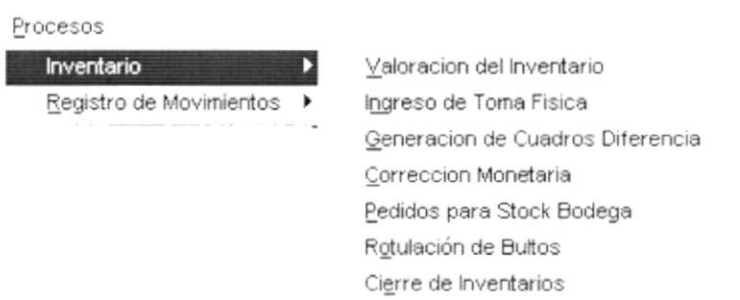 Procesos
Inventario
Registro de Movimientos
Valoracion del Inventario
Ingreso de Toma Fisica
Generacion de Cuadros Diferencia
Correccion Monetaria
Pedidos para Stock Bodega
Rotulación de Bultos
Cierre de Inventarios